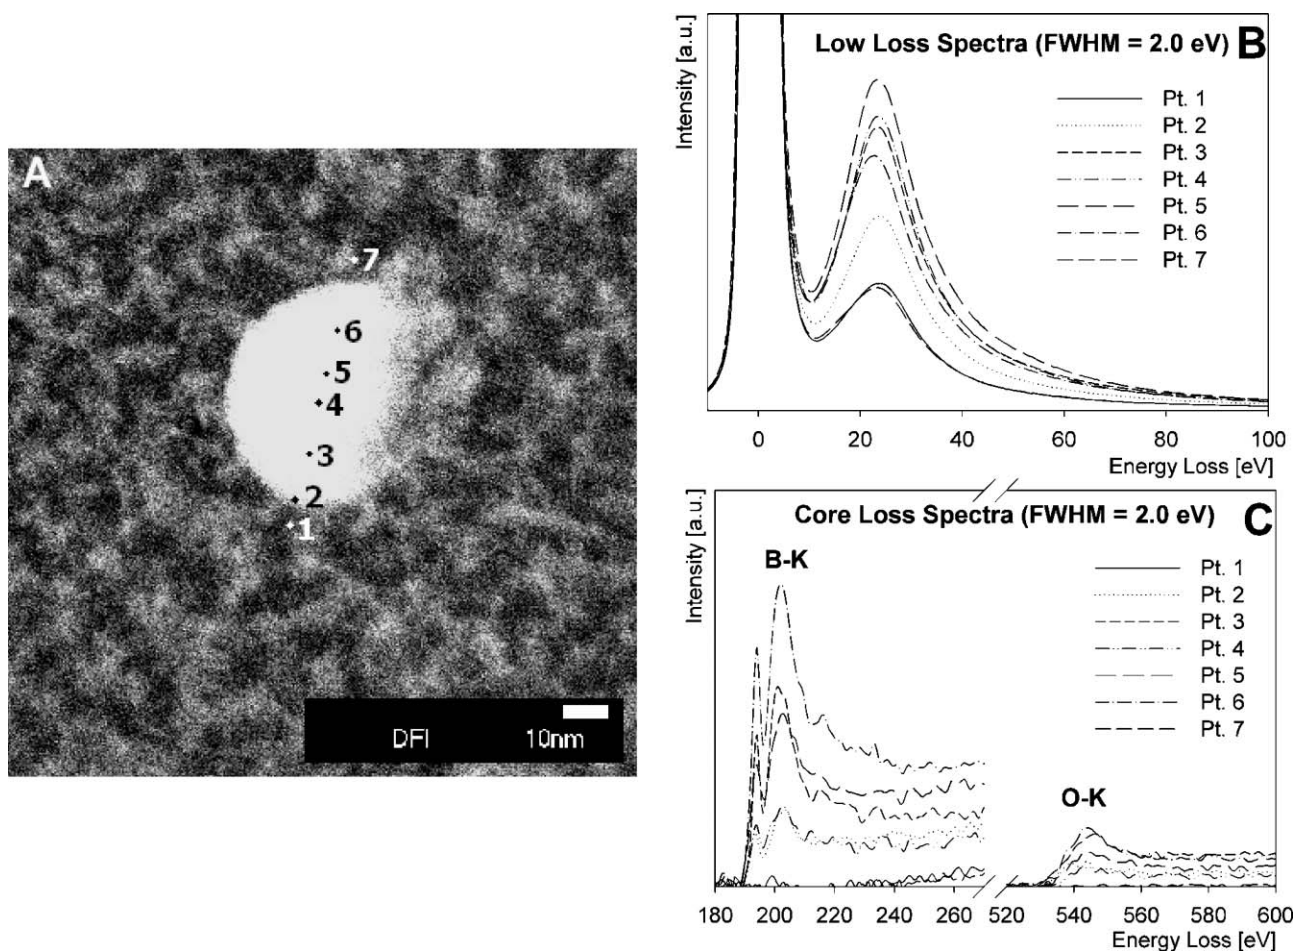 A
7
6
5
4
3
2
1
DFI 10nm
Low Loss Spectra (FWHM = 2.0 eV) B
Intensity [a.u.]
Pt. 1
Pt. 2
Pt. 3
Pt. 4
Pt. 5
Pt. 6
Pt. 7
0 20 40 60 80 100
Energy Loss [eV]
Core Loss Spectra (FWHM = 2.0 eV) C
Intensity [a.u.]
B-K
Pt. 1
Pt. 2
Pt. 3
Pt. 4
Pt. 5
Pt. 6
Pt. 7
O-K
180 200 220 240 260 520 540 560 580 600
Energy Loss [eV]